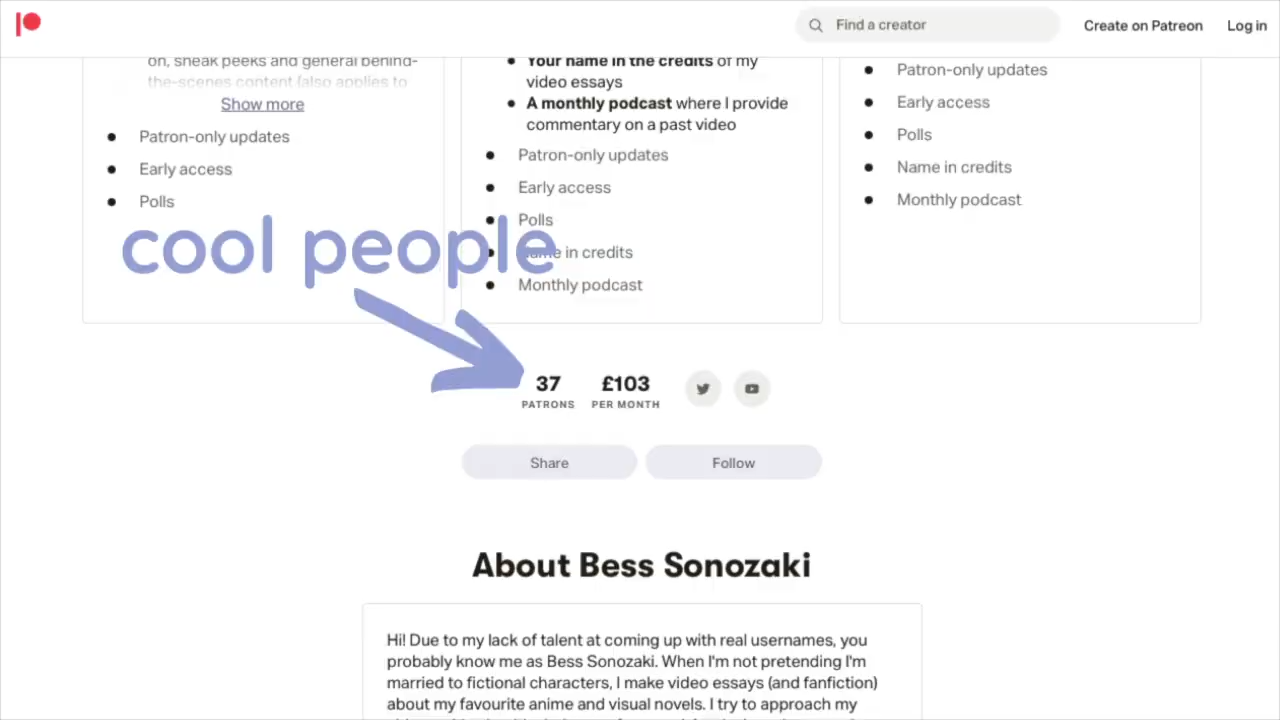 Find a creator
Create on Patreon
Log in
on, sneak peeks and general behind-
the-scenes content (also applies to
Show more
Patron-only updates
Early access
Polls
Your name in the credits of my
video essays
A monthly podcast where I provide
commentary on a past video
Patron-only updates
Early access
Polls
Name in credits
Monthly podcast
Patron-only updates
Early access
Polls
Name in credits
Monthly podcast
cool people
37
PATRONS
£103
PER MONTH
Share
Follow
About Bess Sonozaki
Hi! Due to my lack of talent at coming up with real usernames, you
probably know me as Bess Sonozaki. When I'm not pretending I'm
married to fictional characters, I make video essays (and fanfiction)
about my favourite anime and visual novels. I try to approach my